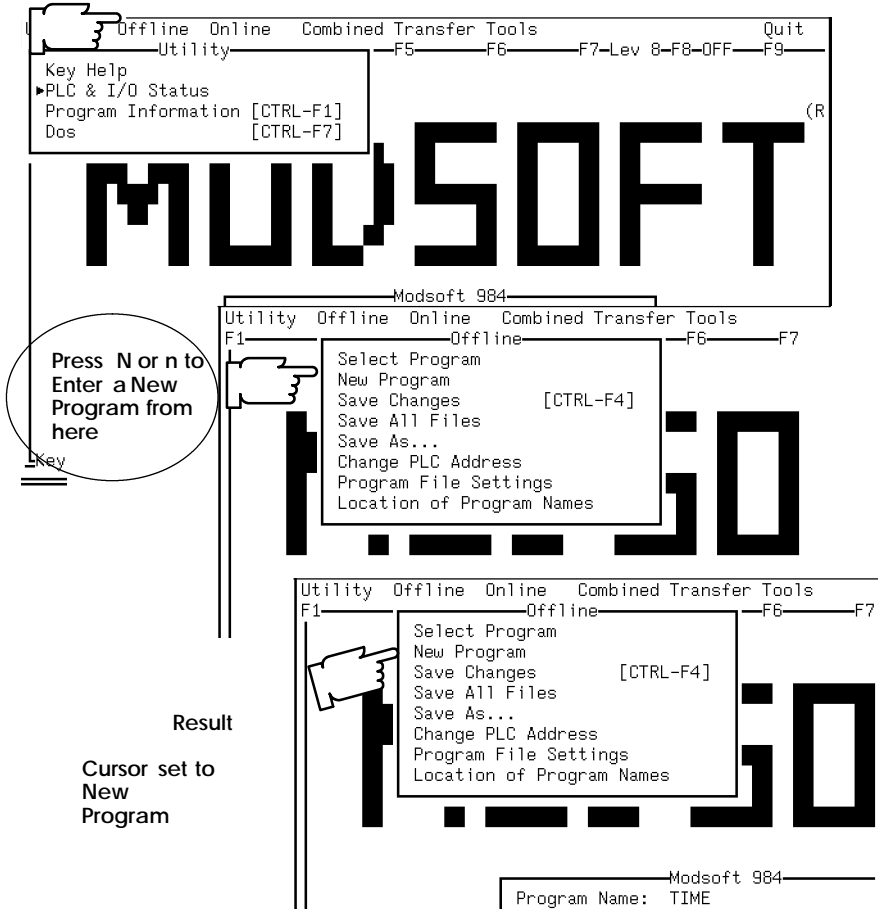 U Offline Online Combined Transfer Tools Quit
Utility F5 F6 F7-Lev 8-F8-OFF F9
Key Help
▶PLC & I/O Status
Program Information [CTRL-F1]
Dos [CTRL-F7]
(R
MODSOFT
Modsoft 984
Utility Offline Online Combined Transfer Tools
F1 Offline F6 F7
Select Program
New Program
Save Changes [CTRL-F4]
Save All Files
Save As...
Change PLC Address
Program File Settings
Location of Program Names
Press N or n to
Enter a New
Program from
here
Key
Utility Offline Online Combined Transfer Tools
F1 Offline F6 F7
Select Program
New Program
Save Changes [CTRL-F4]
Save All Files
Save As...
Change PLC Address
Program File Settings
Location of Program Names
Result
Cursor set to
New
Program
Modsoft 984
Program Name: TIME